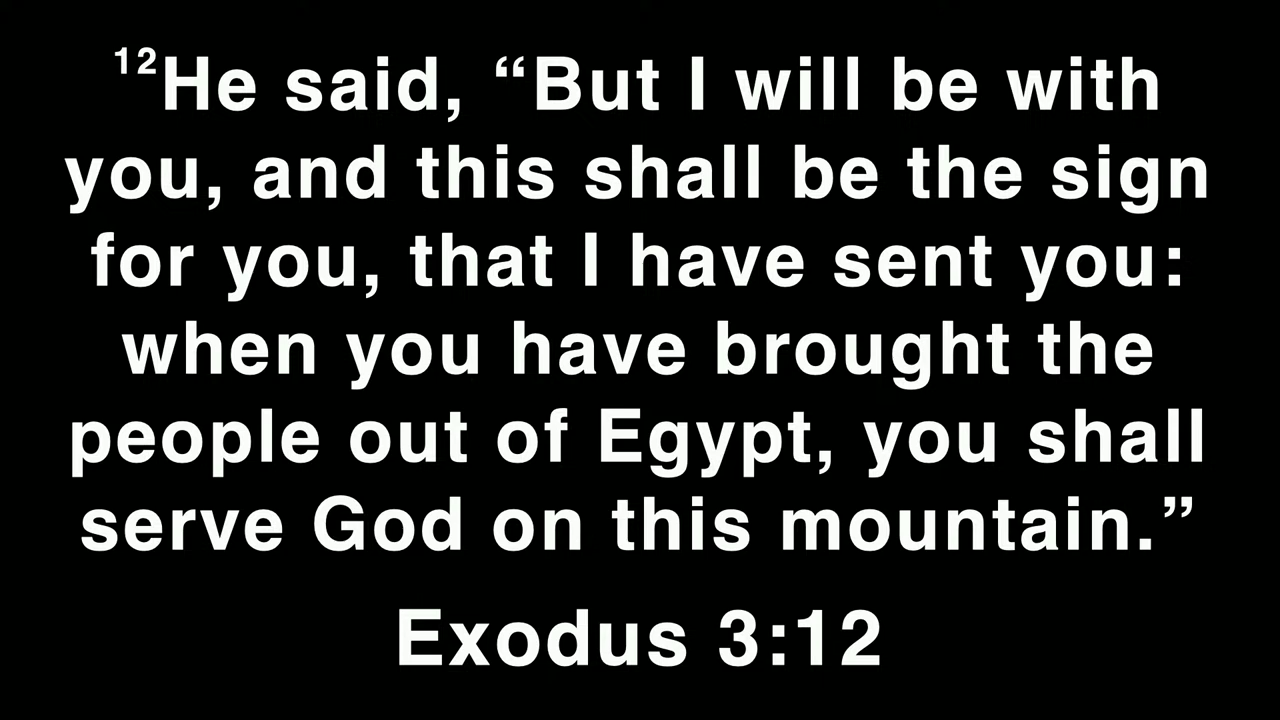 ¹²He said, “But I will be with
you, and this shall be the sign
for you, that I have sent you:
when you have brought the
people out of Egypt, you shall
serve God on this mountain.”
Exodus 3:12